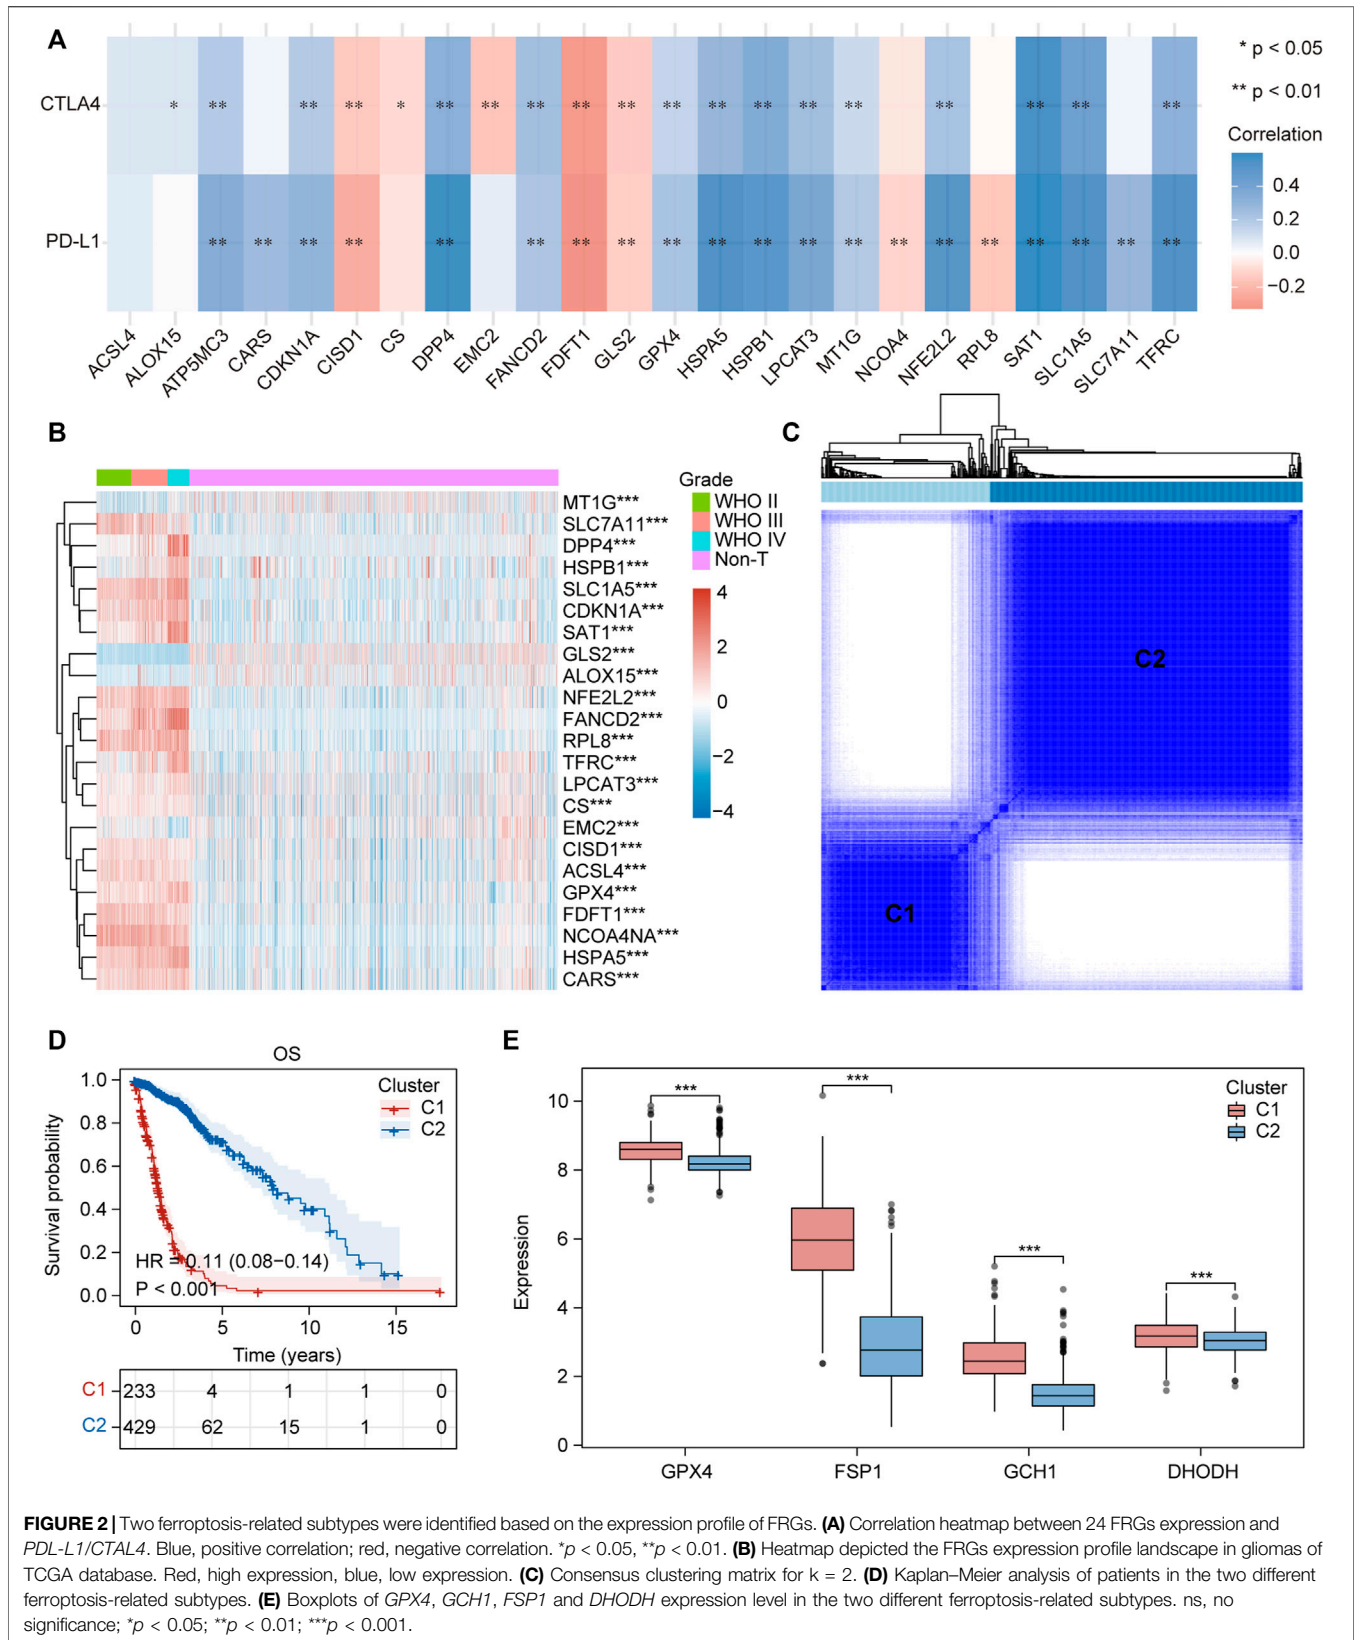 A
* p < 0.05
** p < 0.01
Correlation
0.4
0.2
0.0
−0.2
CTLA4
* ** ** ** * ** ** ** ** ** ** ** ** ** ** ** ** ** **
PD-L1
** ** ** ** ** ** ** ** ** ** ** ** ** ** ** ** ** ** ** **
ACSL4
ALOX15
ATP5MC3
CARS
CDKN1A
CISD1
CS
DPP4
EMC2
FANCD2
FDFT1
GLS2
GPX4
HSPA5
HSPB1
LPCAT3
MT1G
NCOA4
NFE2L2
RPL8
SAT1
SLC1A5
SLC7A11
TFRC
B
MT1G***
SLC7A11***
DPP4***
HSPB1***
SLC1A5***
CDKN1A***
SAT1***
GLS2***
ALOX15***
NFE2L2***
FANCD2***
RPL8***
TFRC***
LPCAT3***
CS***
EMC2***
CISD1***
ACSL4***
GPX4***
FDFT1***
NCOA4NA***
HSPA5***
CARS***
Grade
WHO II
WHO III
WHO IV
Non-T
4
2
0
−2
−4
C
C2
C1
D
OS
Survival probability
1.0
0.8
0.6
0.4
0.2
0.0
Cluster
C1
C2
HR = 0.11 (0.08−0.14)
P < 0.001
0 5 10 15
Time (years)
C1 233 4 1 1 0
C2 429 62 15 1 0
E
Expression
10
8
6
4
2
0
***
***
***
***
Cluster
C1
C2
GPX4 FSP1 GCH1 DHODH
FIGURE 2 | Two ferroptosis-related subtypes were identified based on the expression profile of FRGs. (A) Correlation heatmap between 24 FRGs expression and
PDL-L1/CTAL4. Blue, positive correlation; red, negative correlation. *p < 0.05, **p < 0.01. (B) Heatmap depicted the FRGs expression profile landscape in gliomas of
TCGA database. Red, high expression, blue, low expression. (C) Consensus clustering matrix for k = 2. (D) Kaplan–Meier analysis of patients in the two different
ferroptosis-related subtypes. (E) Boxplots of GPX4, GCH1, FSP1 and DHODH expression level in the two different ferroptosis-related subtypes. ns, no
significance; *p < 0.05; **p < 0.01; ***p < 0.001.